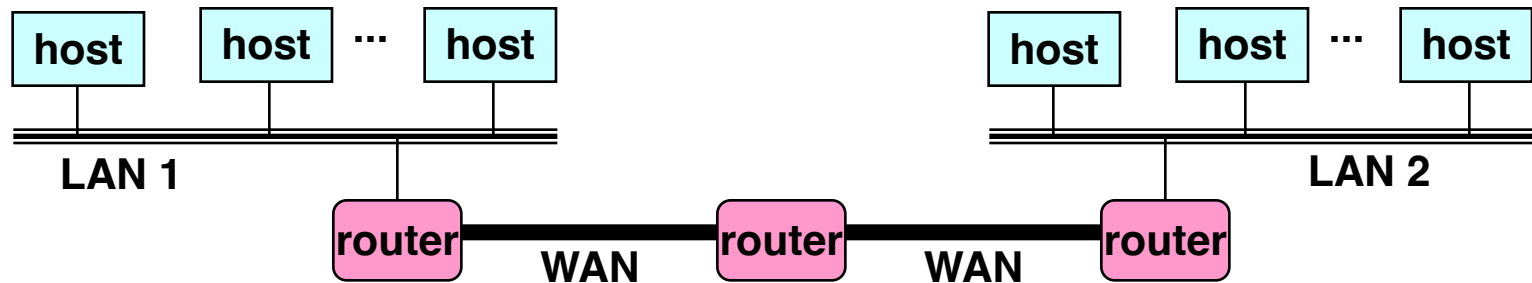 host host ... host host host ... host
LAN 1 LAN 2
router router router
WAN WAN